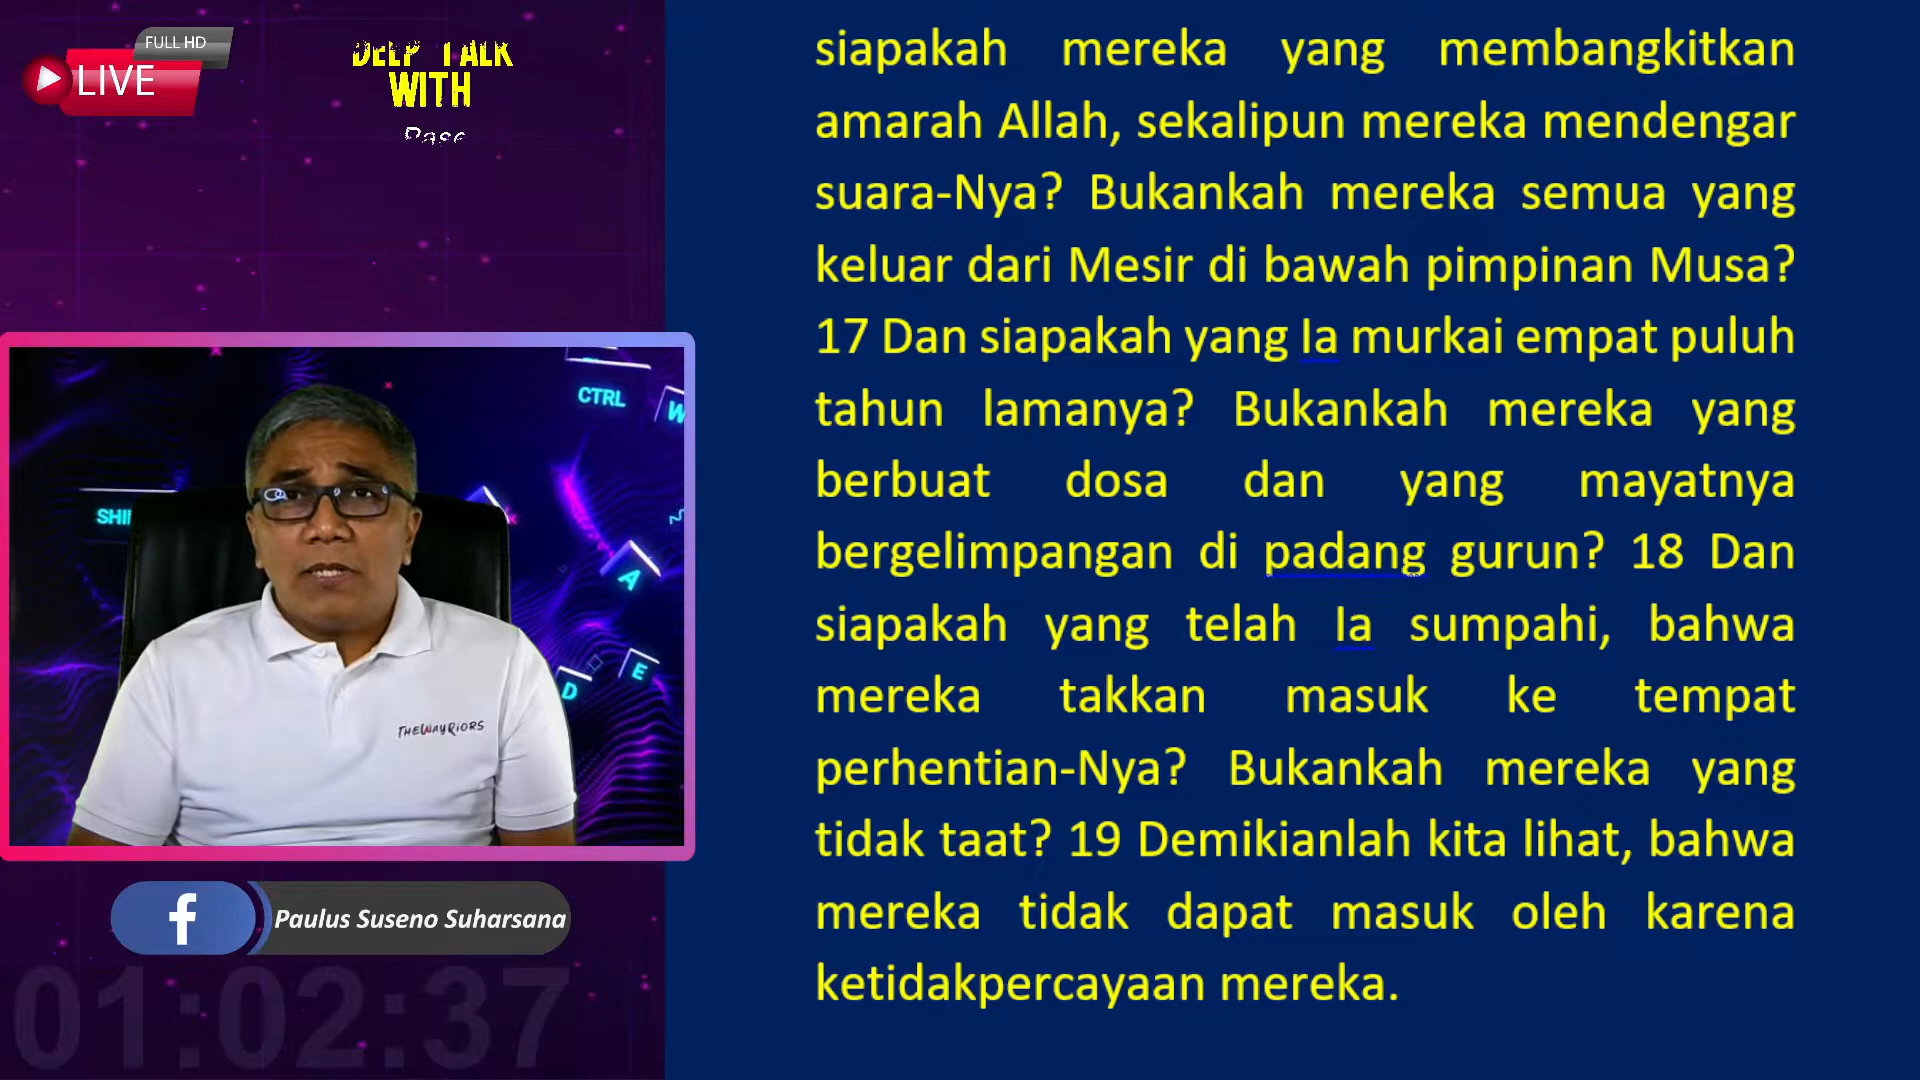 FULL HD
LIVE
DEEP TALK
WITH
siapakah mereka yang membangkitkan
amarah Allah, sekalipun mereka mendengar
suara-Nya? Bukankah mereka semua yang
keluar dari Mesir di bawah pimpinan Musa?
17 Dan siapakah yang Ia murkai empat puluh
tahun lamanya? Bukankah mereka yang
berbuat dosa dan yang mayatnya
bergelimpangan di padang gurun? 18 Dan
siapakah yang telah Ia sumpahi, bahwa
mereka takkan masuk ke tempat
perhentian-Nya? Bukankah mereka yang
tidak taat? 19 Demikianlah kita lihat, bahwa
mereka tidak dapat masuk oleh karena
ketidakpercayaan mereka.
CTRL
W
SHI
A
E
D
THEWAYRIORS
f
Paulus Suseno Suharsana
01:02:37